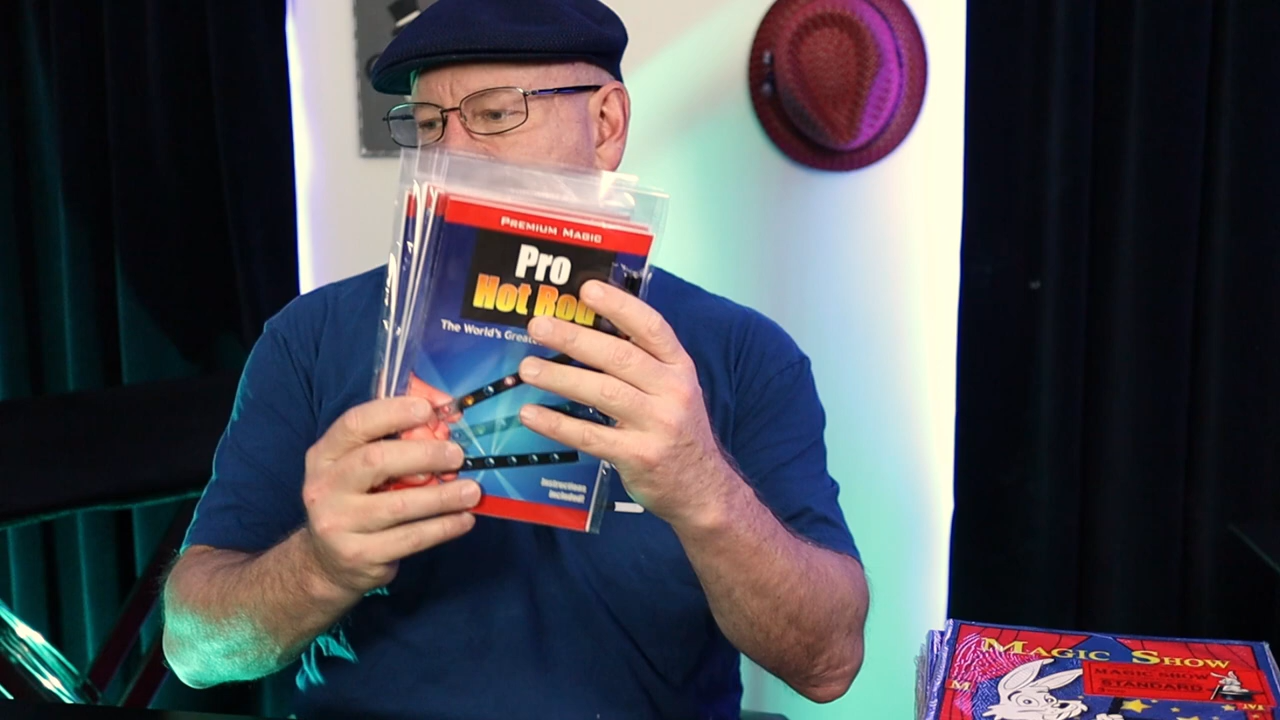 PREMIUM MAGIC
Pro
Hot Rod
The World's Greate
Instructions
Included!
MAGIC SHOW
MAGIC SHOW
STANDARD